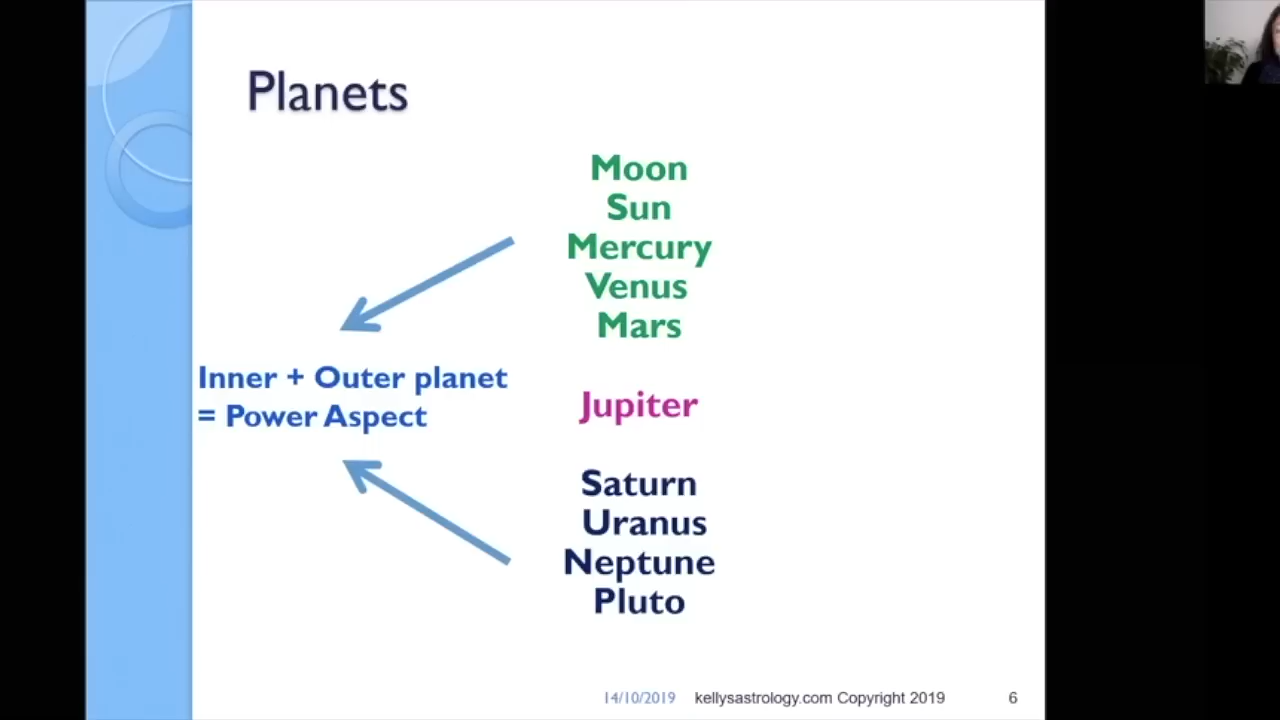 Planets
Moon
Sun
Mercury
Venus
Mars
Inner + Outer planet
= Power Aspect
Jupiter
Saturn
Uranus
Neptune
Pluto
14/10/2019 kellysastrology.com Copyright 2019 6